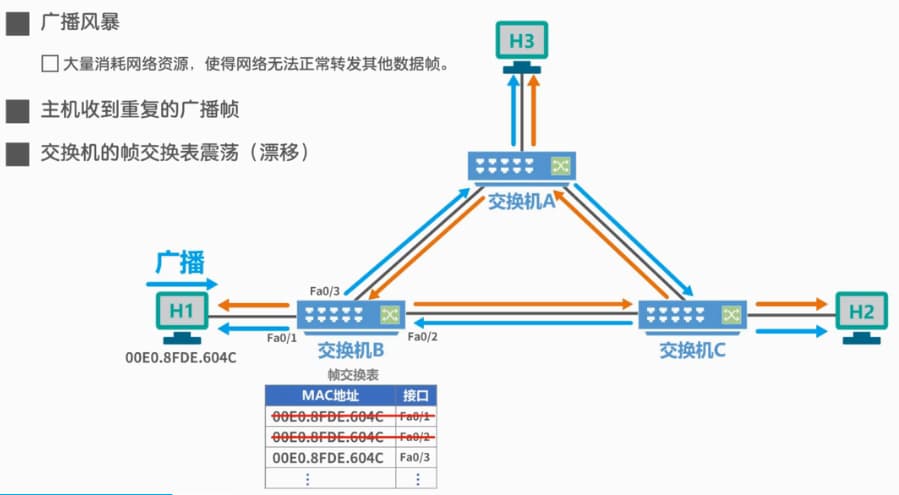 广播风暴
大量消耗网络资源，使得网络无法正常转发其他数据帧。
主机收到重复的广播帧
交换机的帧交换表震荡（漂移）
H3
交换机A
广播
H1
00E0.8FDE.604C
Fa0/3
Fa0/1
交换机B
Fa0/2
交换机C
H2
帧交换表
MAC地址 接口
00E0.8FDE.604C Fa0/1
00E0.8FDE.604C Fa0/2
00E0.8FDE.604C Fa0/3
⋮ ⋮